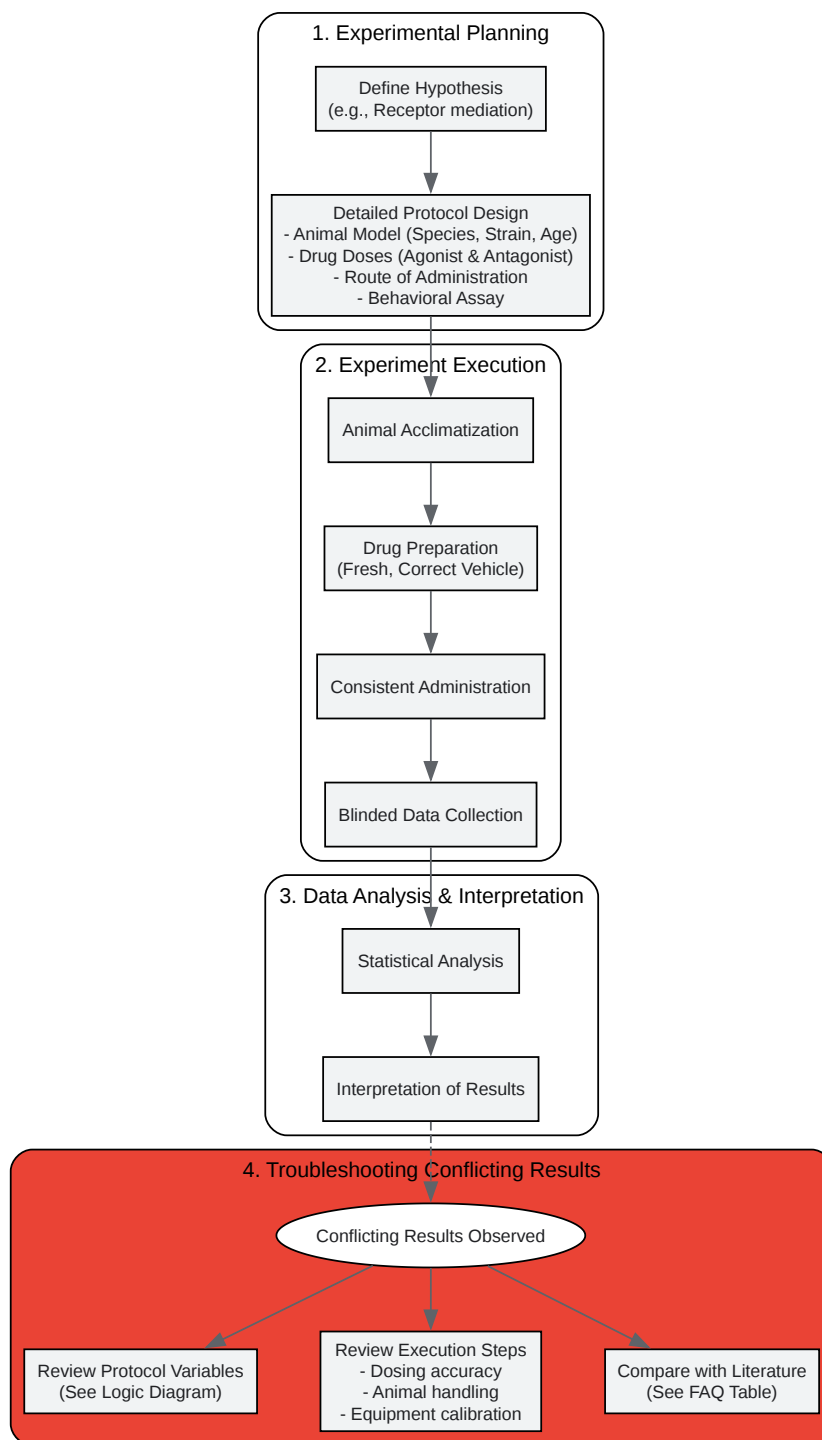 1. Experimental Planning
Define Hypothesis
(e.g., Receptor mediation)
Detailed Protocol Design
- Animal Model (Species, Strain, Age)
- Drug Doses (Agonist & Antagonist)
- Route of Administration
- Behavioral Assay
2. Experiment Execution
Animal Acclimatization
Drug Preparation
(Fresh, Correct Vehicle)
Consistent Administration
Blinded Data Collection
3. Data Analysis & Interpretation
Statistical Analysis
Interpretation of Results
4. Troubleshooting Conflicting Results
Conflicting Results Observed
Review Protocol Variables
(See Logic Diagram)
Review Execution Steps
- Dosing accuracy
- Animal handling
- Equipment calibration
Compare with Literature
(See FAQ Table)